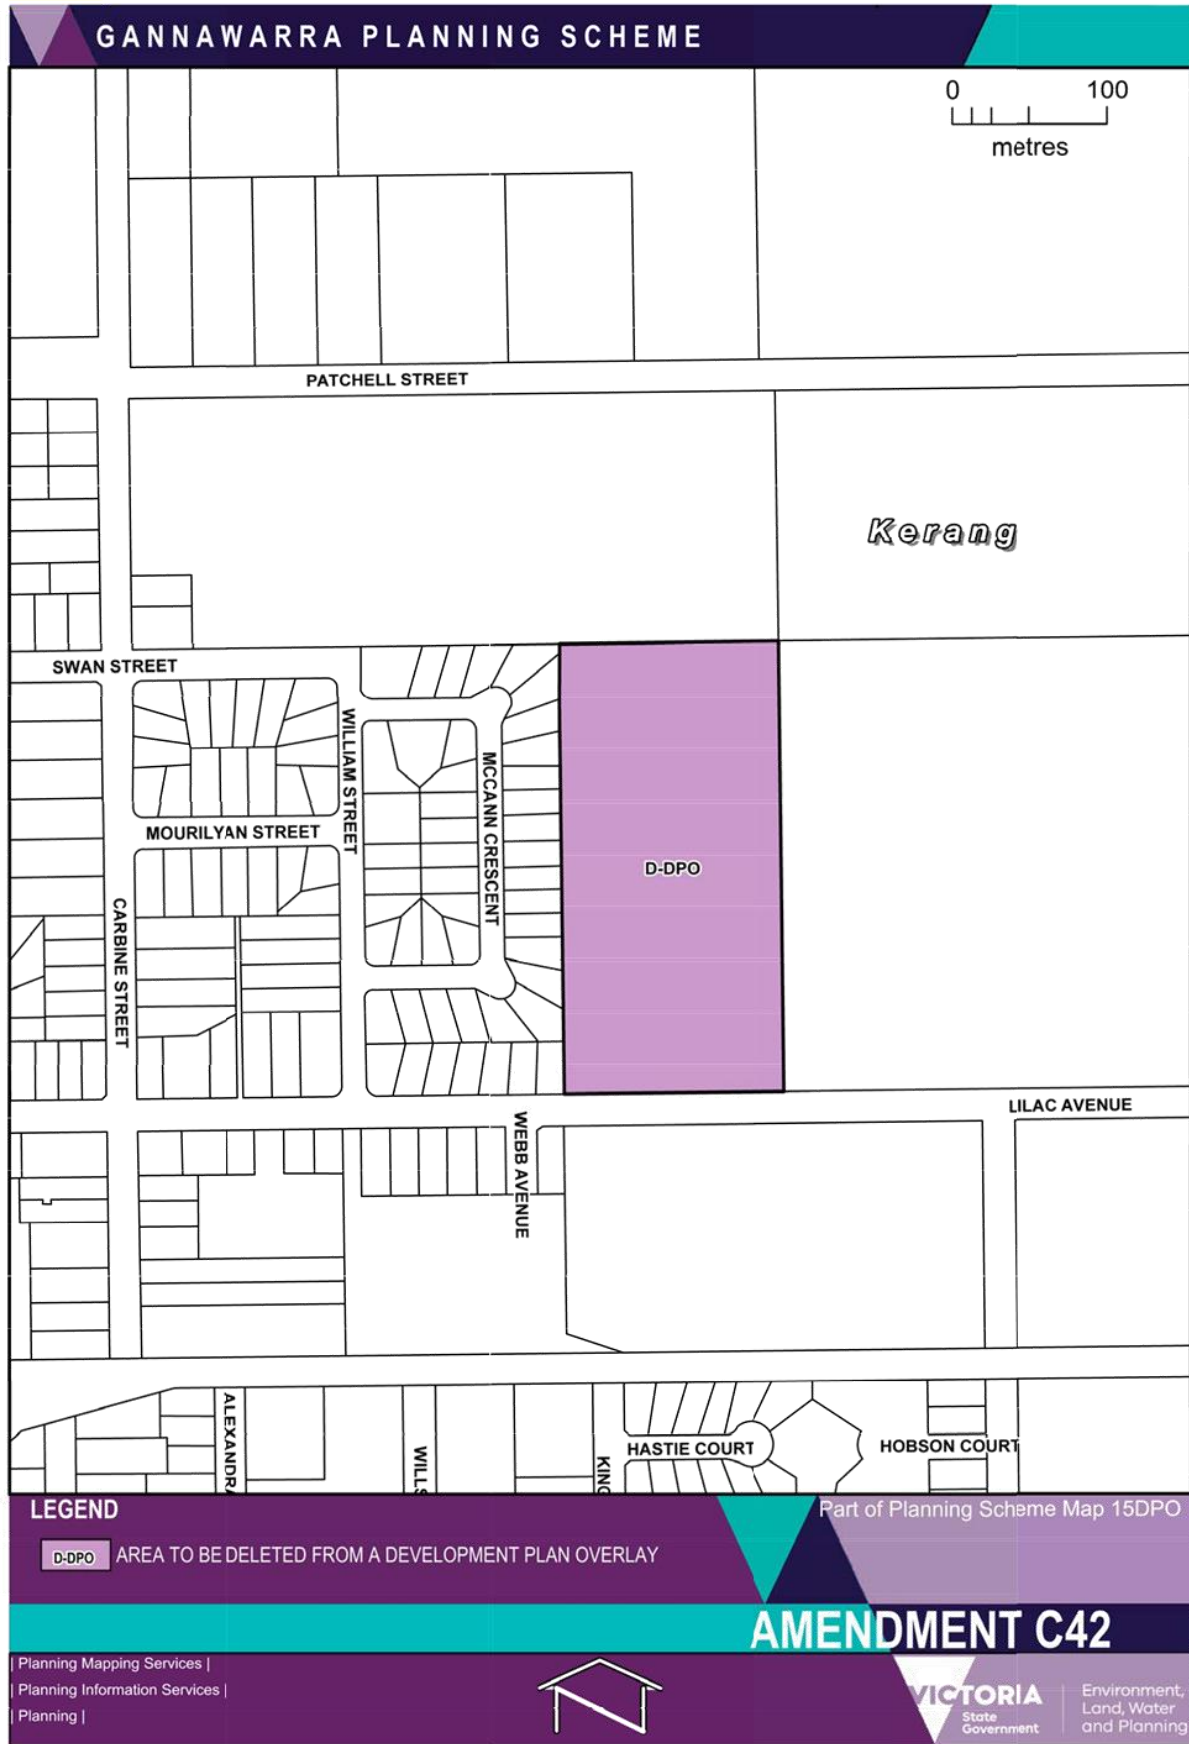 GANNAWARRA PLANNING SCHEME
0 100
metres
PATCHELL STREET
Kerang
SWAN STREET
WILLIAM STREET
MCCANN CRESCENT
MOURILYAN STREET
D-DPO
CARBINE STREET
LILAC AVENUE
WEBB AVENUE
ALEXANDRA
WILLS
KING
HASTIE COURT
HOBSON COURT
LEGEND
Part of Planning Scheme Map 15DPO
D-DPO AREA TO BE DELETED FROM A DEVELOPMENT PLAN OVERLAY
AMENDMENT C42
| Planning Mapping Services |
| Planning Information Services |
| Planning |
VICTORIA
State
Government
Environment,
Land, Water
and Planning